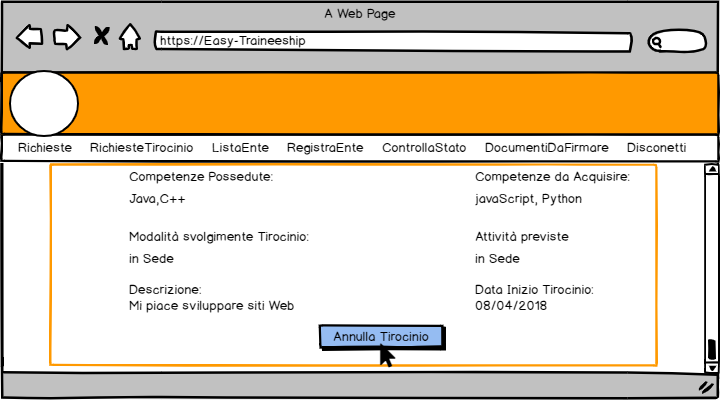 A Web Page
https://Easy-Traineeship
Richieste RichiesteTirocinio ListaEnte RegistraEnte ControllaStato DocumentiDaFirmare Disconetti
Competenze Possedute: Competenze da Acquisire:
Java,C++ javaScript, Python
Modalità svolgimente Tirocinio: Attività previste
in Sede in Sede
Descrizione: Data Inizio Tirocinio:
Mi piace sviluppare siti Web 08/04/2018
Annulla Tirocinio